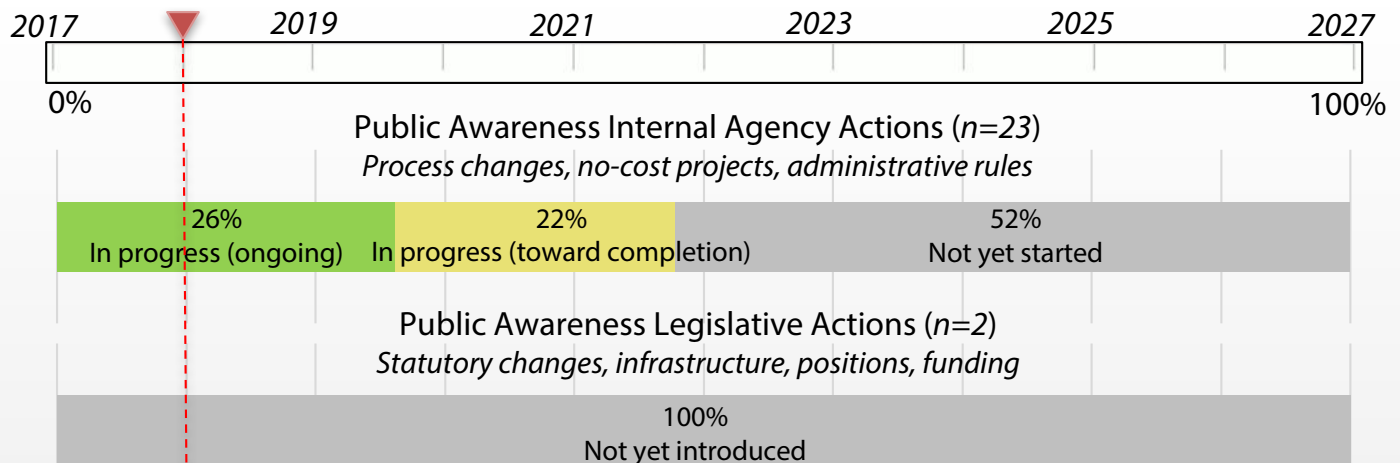 2017 2019 2021 2023 2025 2027
0% 100%
Public Awareness Internal Agency Actions (n=23)
Process changes, no-cost projects, administrative rules
26% 22% 52%
In progress (ongoing) In progress (toward completion) Not yet started
Public Awareness Legislative Actions (n=2)
Statutory changes, infrastructure, positions, funding
100%
Not yet introduced